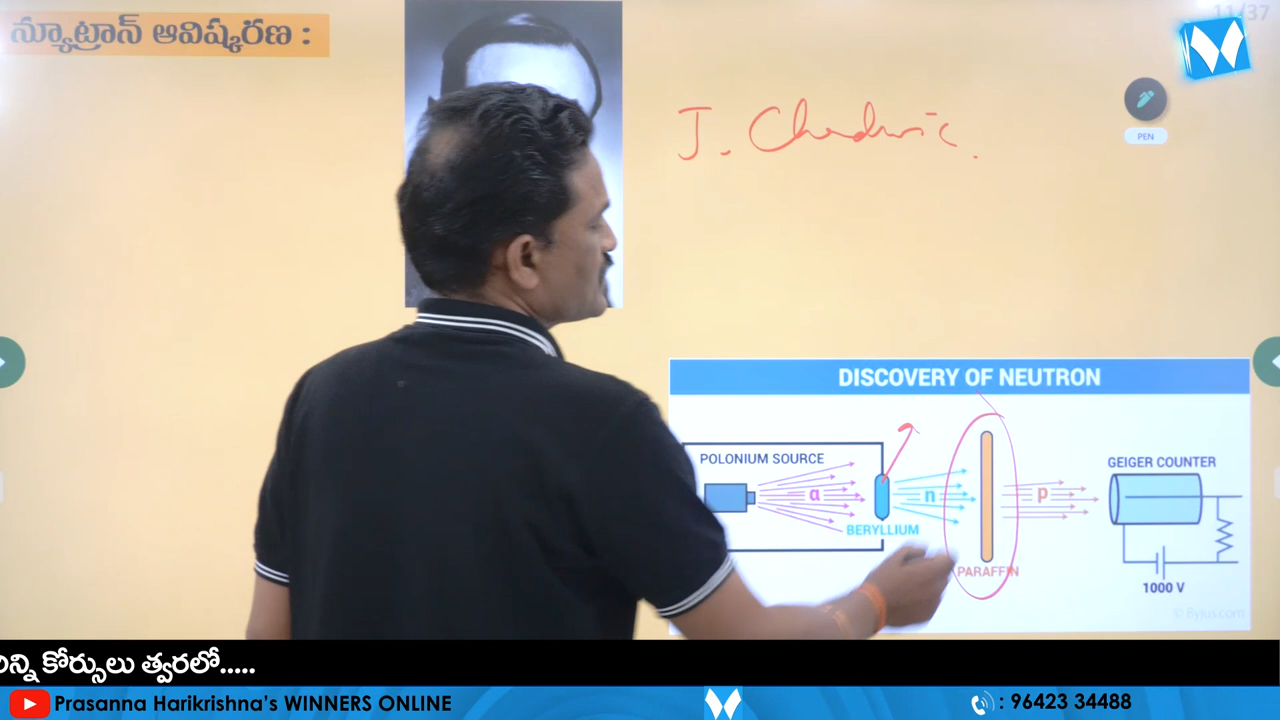 న్యూట్రాన్ ఆవిష్కరణ :
11/37
J. Chadwic.
PEN
DISCOVERY OF NEUTRON
POLONIUM SOURCE
GEIGER COUNTER
α
n
p
BERYLLIUM
PARAFFIN
1000 V
© Byjus.com
కోర్సులు త్వరలో.....
Prasanna Harikrishna's WINNERS ONLINE
: 96423 34488